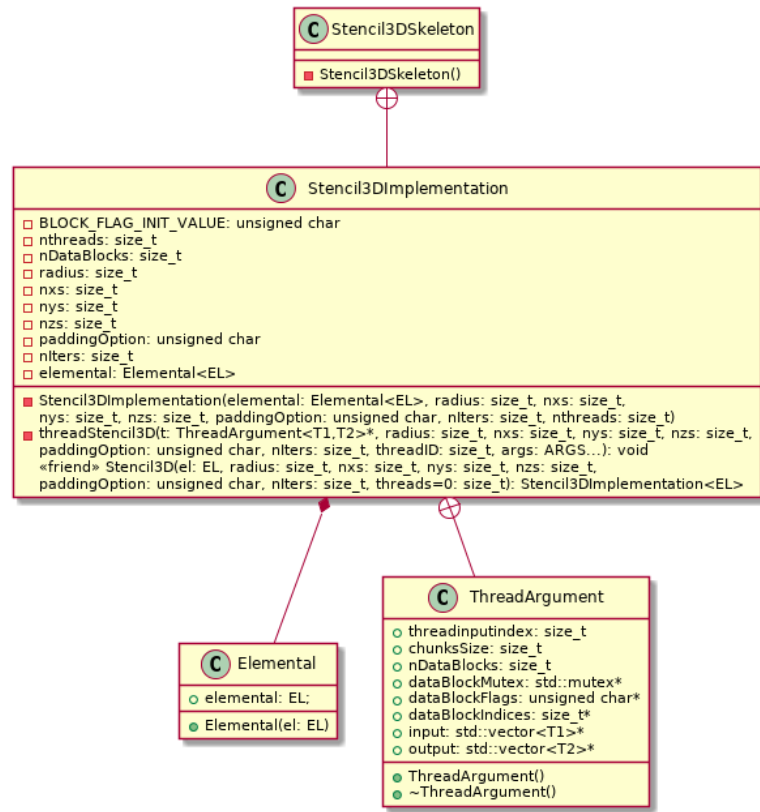 C Stencil3DSkeleton
Stencil3DSkeleton()
C Stencil3DImplementation
BLOCK_FLAG_INIT_VALUE: unsigned char
nthreads: size_t
nDataBlocks: size_t
radius: size_t
nxs: size_t
nys: size_t
nzs: size_t
paddingOption: unsigned char
nIters: size_t
elemental: Elemental<EL>
Stencil3DImplementation(elemental: Elemental<EL>, radius: size_t, nxs: size_t,
nys: size_t, nzs: size_t, paddingOption: unsigned char, nIters: size_t, nthreads: size_t)
threadStencil3D(t: ThreadArgument<T1,T2>*, radius: size_t, nxs: size_t, nys: size_t, nzs: size_t,
paddingOption: unsigned char, nIters: size_t, threadID: size_t, args: ARGS...): void
«friend» Stencil3D(el: EL, radius: size_t, nxs: size_t, nys: size_t, nzs: size_t,
paddingOption: unsigned char, nIters: size_t, threads=0: size_t): Stencil3DImplementation<EL>
C Elemental
elemental: EL;
Elemental(el: EL)
C ThreadArgument
threadinputindex: size_t
chunksSize: size_t
nDataBlocks: size_t
dataBlockMutex: std::mutex*
dataBlockFlags: unsigned char*
dataBlockIndices: size_t*
input: std::vector<T1>*
output: std::vector<T2>*
ThreadArgument()
~ThreadArgument()